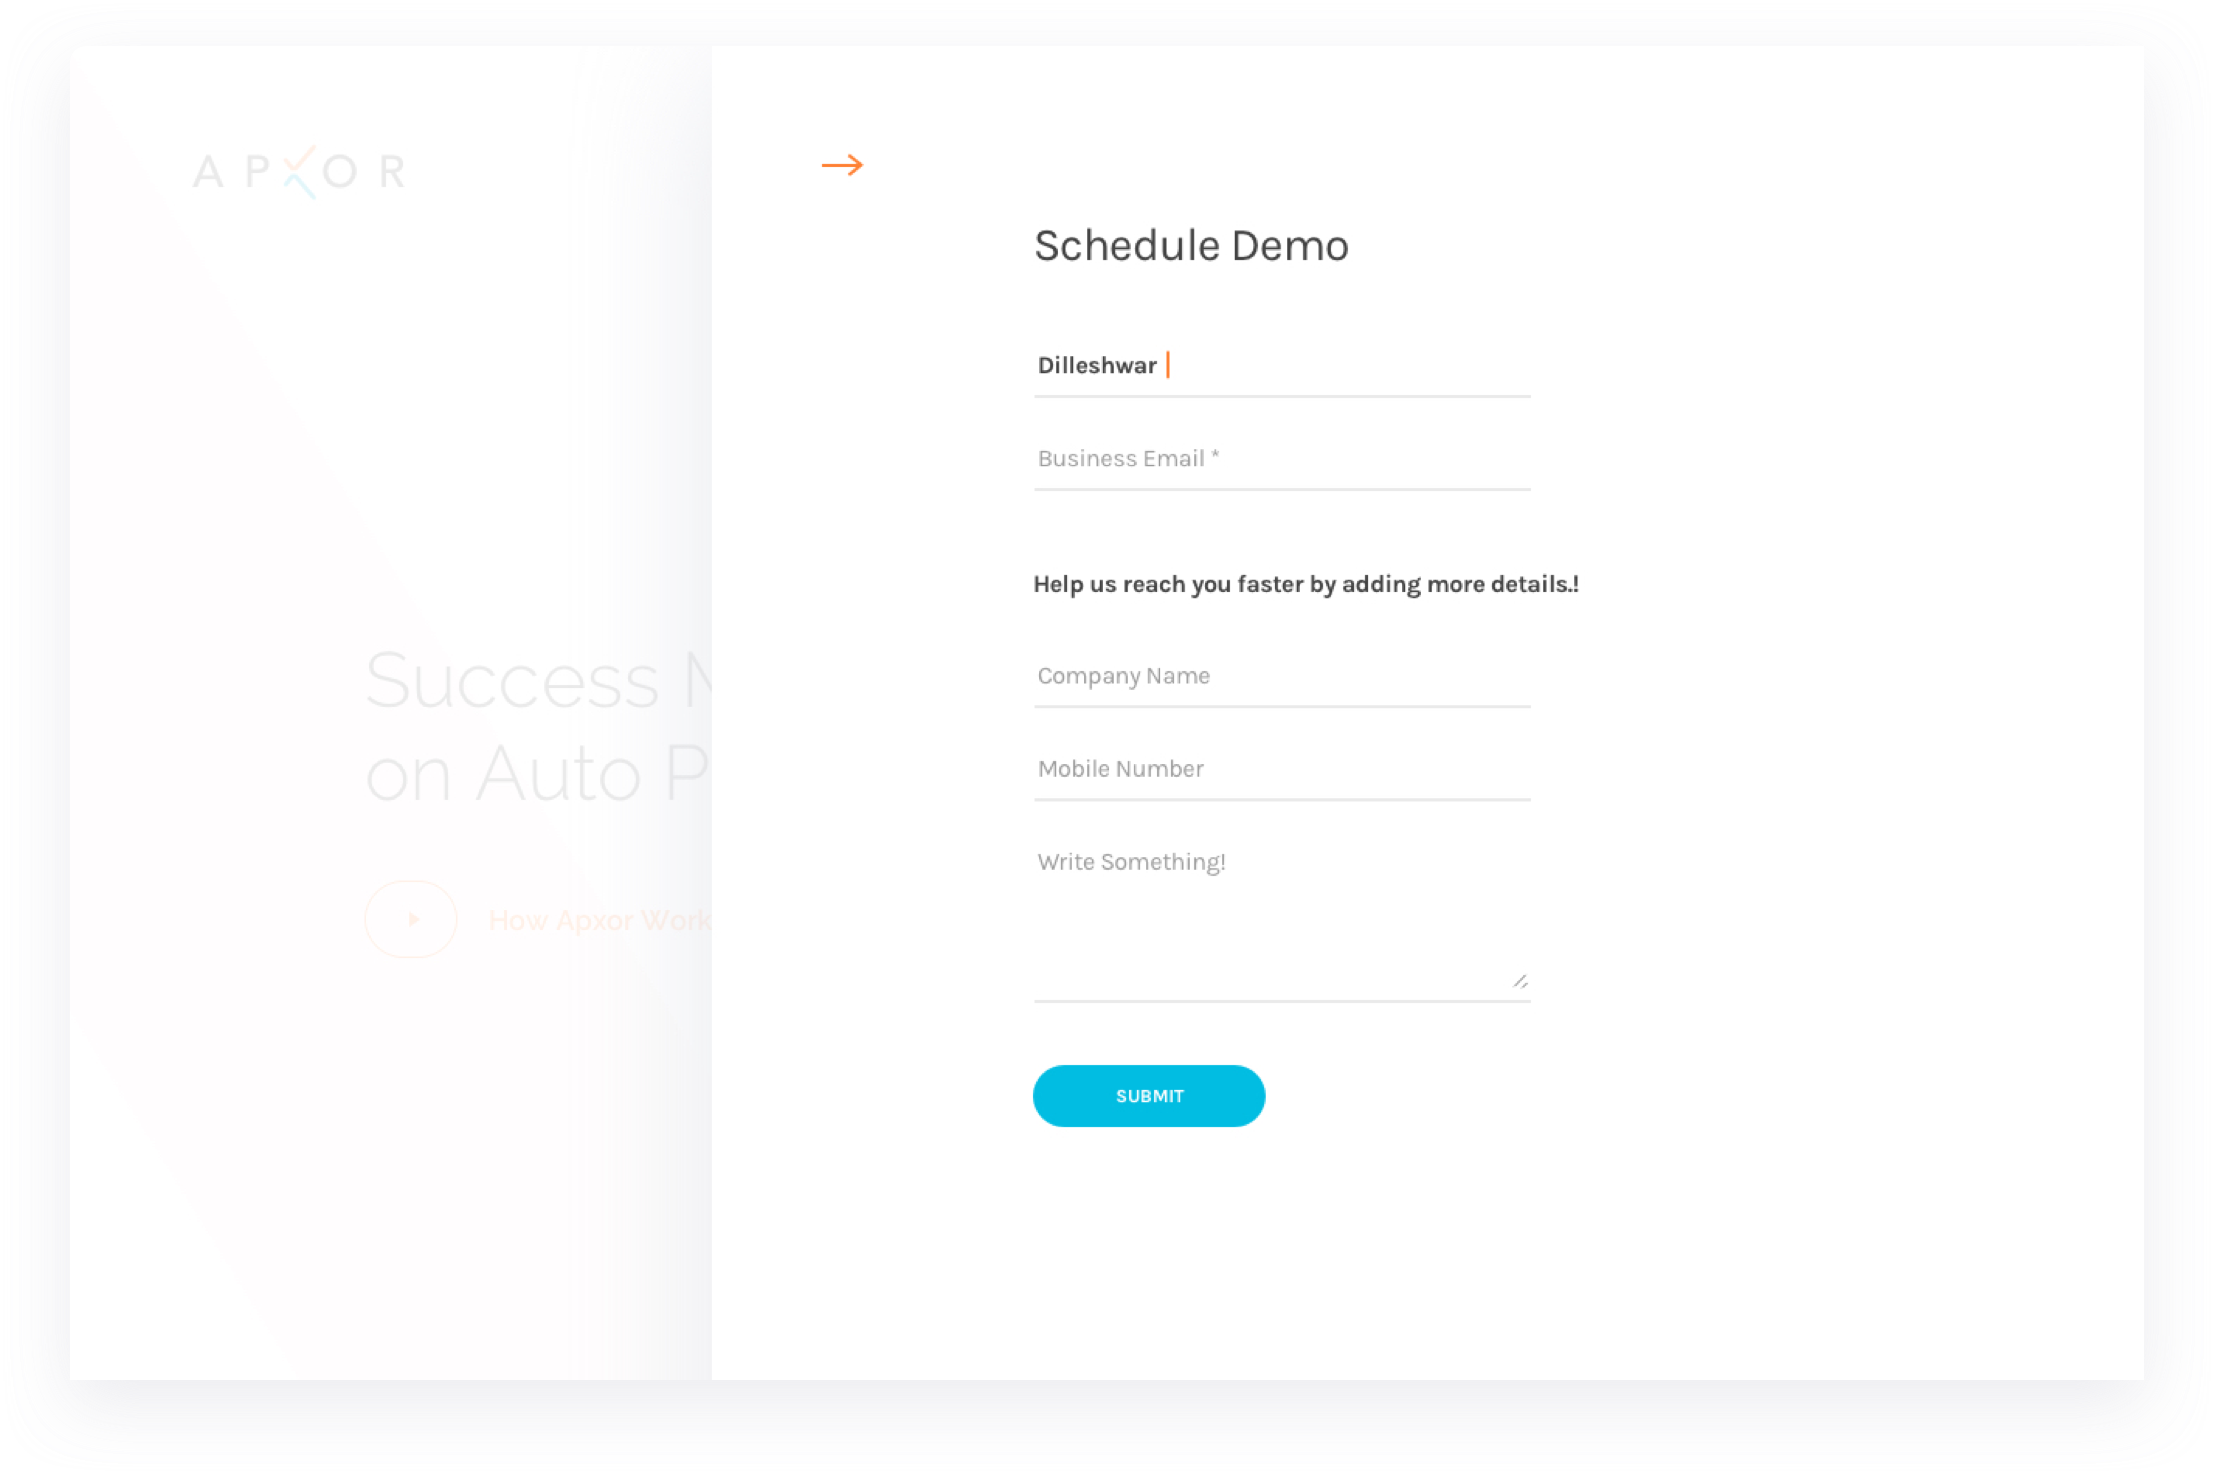 APXOR
Success
on Auto
How Apxor Work
Schedule Demo
Dilleshwar
Business Email *
Help us reach you faster by adding more details.!
Company Name
Mobile Number
Write Something!
SUBMIT